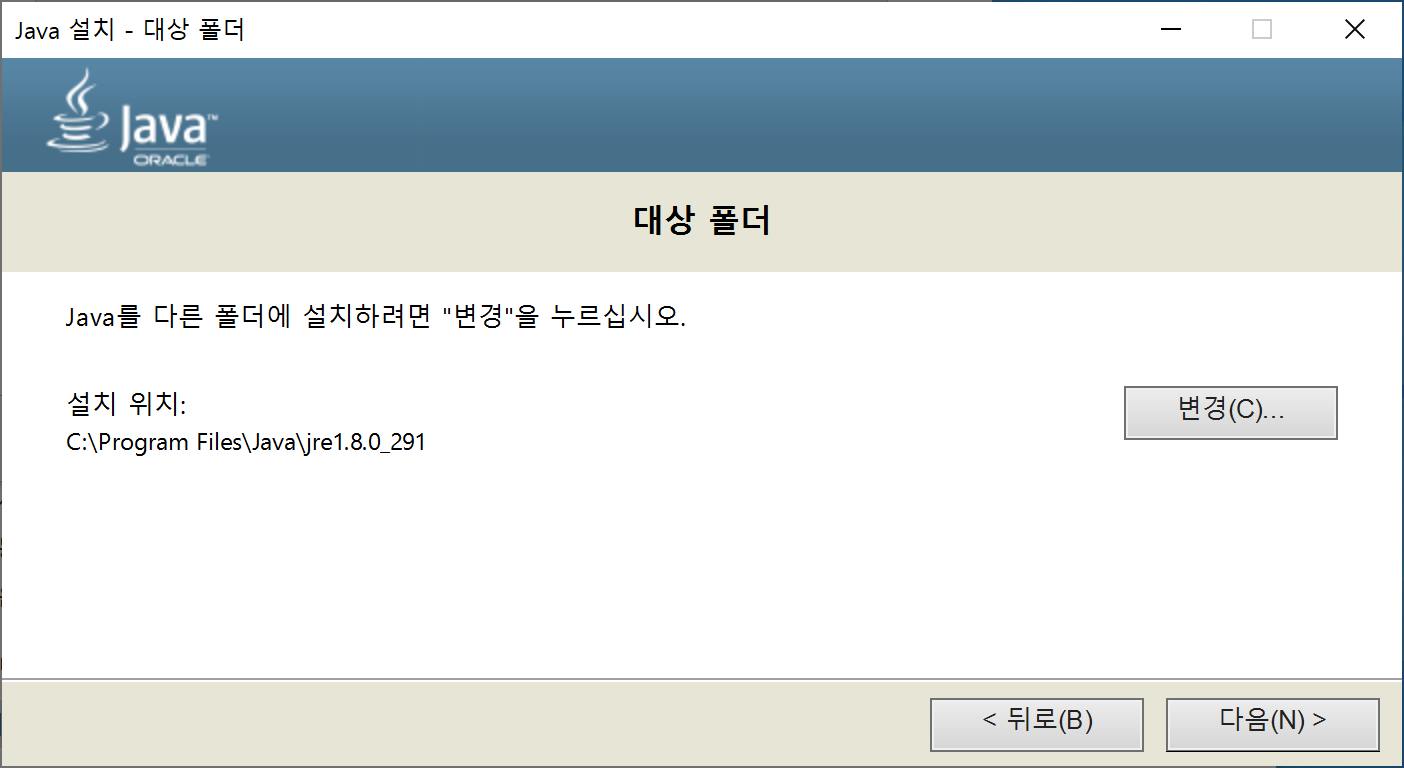 Java 설치 - 대상 폴더
Java™
ORACLE
대상 폴더
Java를 다른 폴더에 설치하려면 "변경"을 누르십시오.
설치 위치:
변경(C)...
C:\Program Files\Java\jre1.8.0_291
< 뒤로(B)
다음(N) >